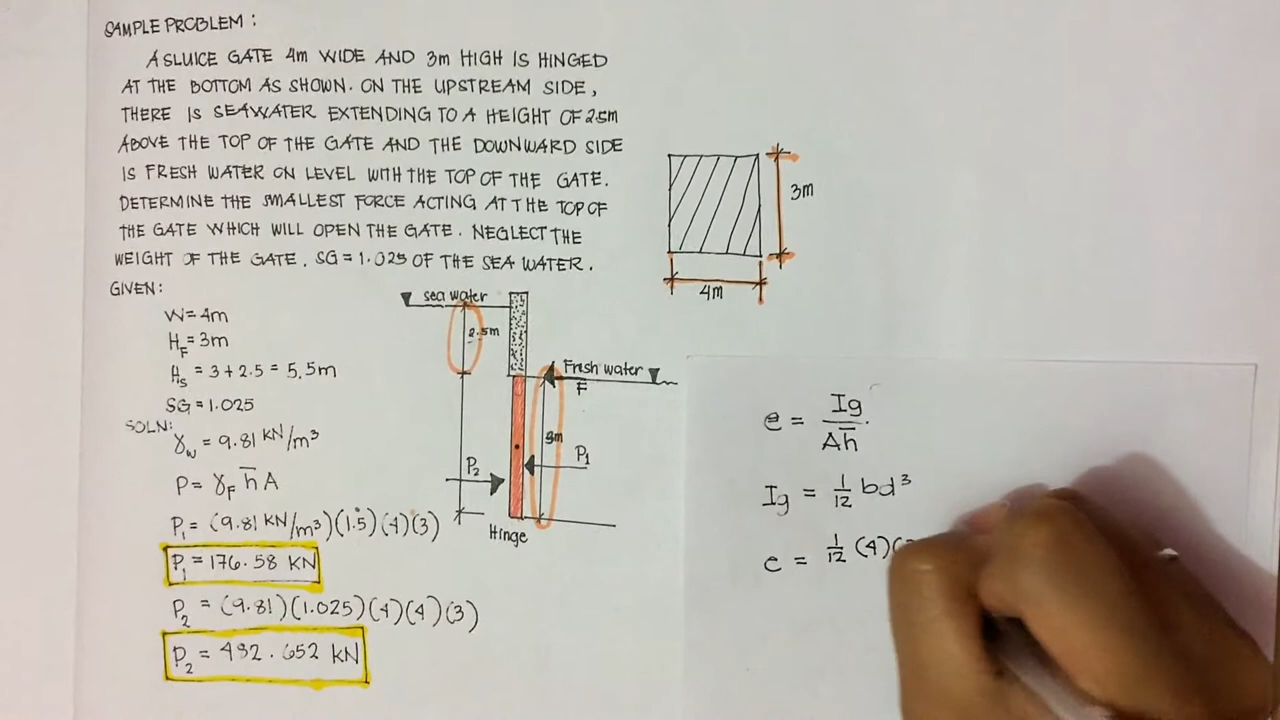 SAMPLE PROBLEM:
A SLUICE GATE 4m WIDE AND 3m HIGH IS HINGED
AT THE BOTTOM AS SHOWN. ON THE UPSTREAM SIDE,
THERE IS SEAWATER EXTENDING TO A HEIGHT OF 2.5m
ABOVE THE TOP OF THE GATE AND THE DOWNWARD SIDE
IS FRESH WATER ON LEVEL WITH THE TOP OF THE GATE.
DETERMINE THE SMALLEST FORCE ACTING AT THE TOP OF
THE GATE WHICH WILL OPEN THE GATE. NEGLECT THE
WEIGHT OF THE GATE. SG = 1.025 OF THE SEA WATER.
GIVEN:
W = 4m
H_F = 3m
H_s = 3 + 2.5 = 5.5m
SG = 1.025
SOLN:
γ_w = 9.81 KN/m³
P = γ_F h̄ A
P₁ = (9.81 KN/m³)(1.5)(4)(3)
P₁ = 176.58 KN
P₂ = (9.81)(1.025)(4)(4)(3)
P₂ = 482.652 KN
sea water
2.5m
Fresh water
F
3m
P₁
P₂
Hinge
3m
4m
e = Ig / Ah̄
Ig = 1/12 bd³
e = 1/12 (4)(